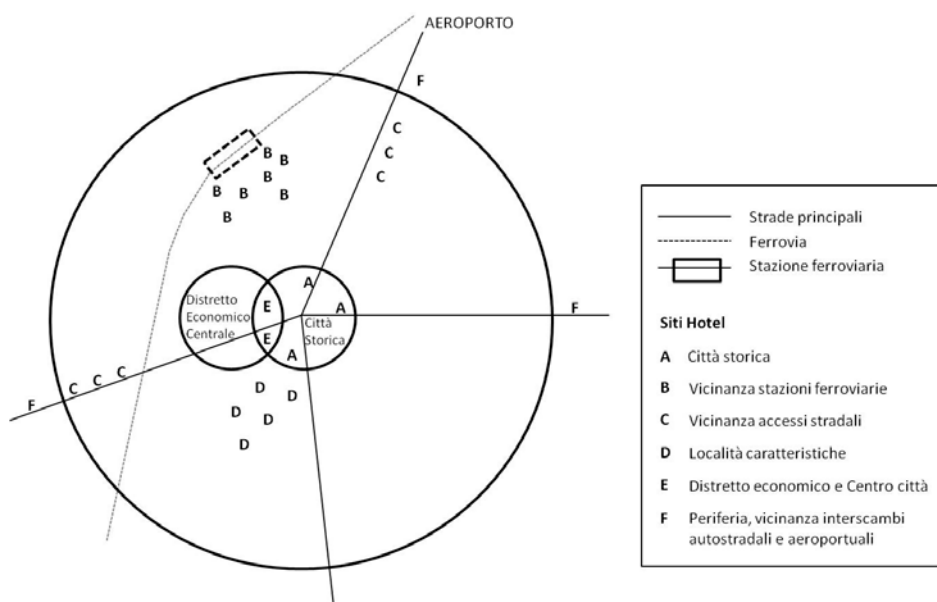 AEROPORTO
F
C
C
C
B
B
B
B
B
B
B
Distretto
Economico
Centrale
E
E
A
A
A
Città
Storica
F
C
C
C
F
D
D
D
D
D
Strade principali
Ferrovia
Stazione ferroviaria
Siti Hotel
A Città storica
B Vicinanza stazioni ferroviarie
C Vicinanza accessi stradali
D Località caratteristiche
E Distretto economico e Centro città
F Periferia, vicinanza interscambi
autostradali e aeroportuali